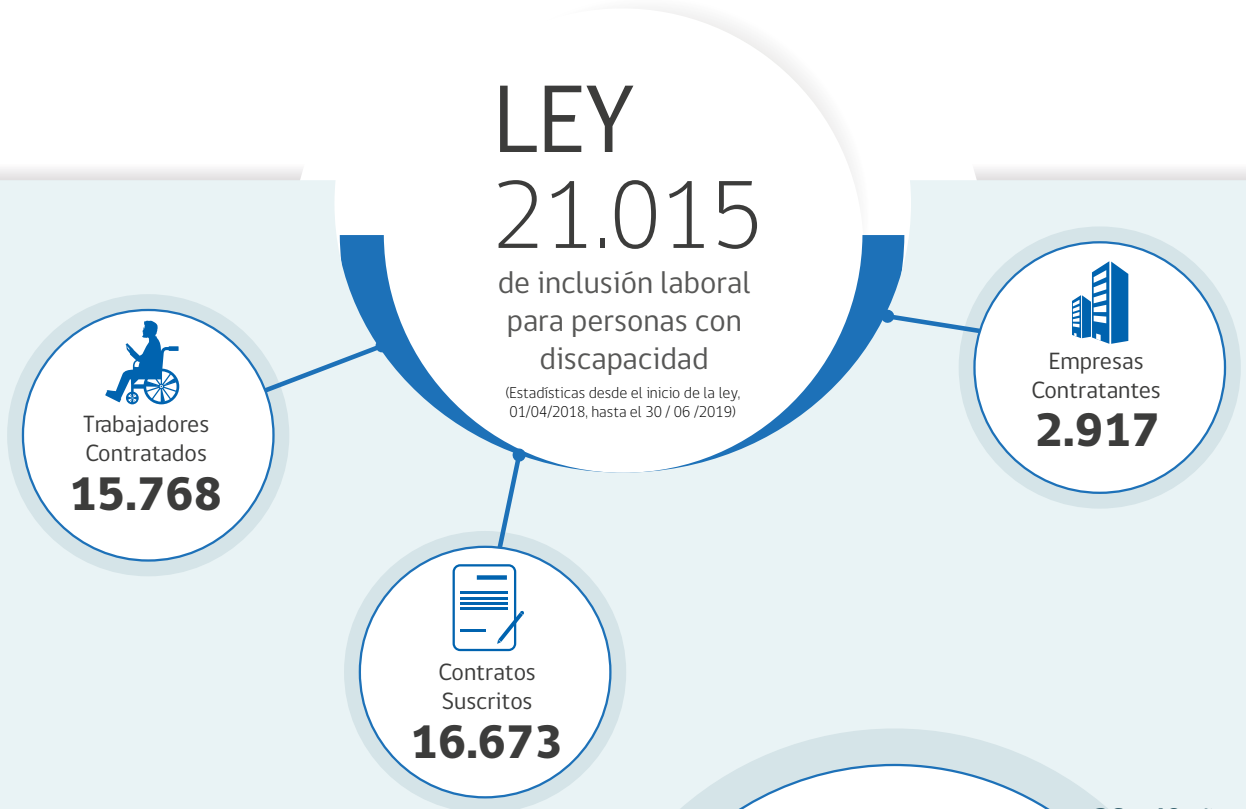 LEY
21.015
de inclusión laboral
para personas con
discapacidad
(Estadísticas desde el inicio de la ley,
01/04/2018, hasta el 30 / 06 /2019)
Trabajadores
Contratados
15.768
Contratos
Suscritos
16.673
Empresas
Contratantes
2.917